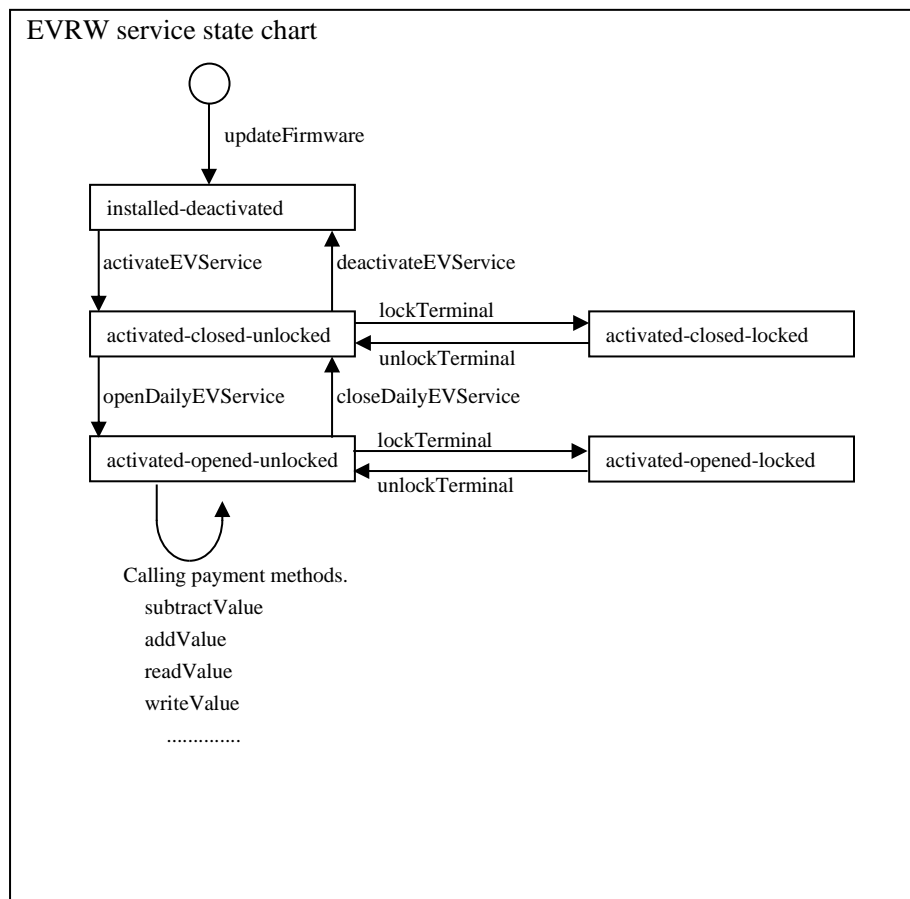 EVRW service state chart
updateFirmware
installed-deactivated
activateEVService
deactivateEVService
lockTerminal
activated-closed-unlocked
activated-closed-locked
unlockTerminal
openDailyEVService
closeDailyEVService
lockTerminal
activated-opened-unlocked
activated-opened-locked
unlockTerminal
Calling payment methods.
subtractValue
addValue
readValue
writeValue
..............